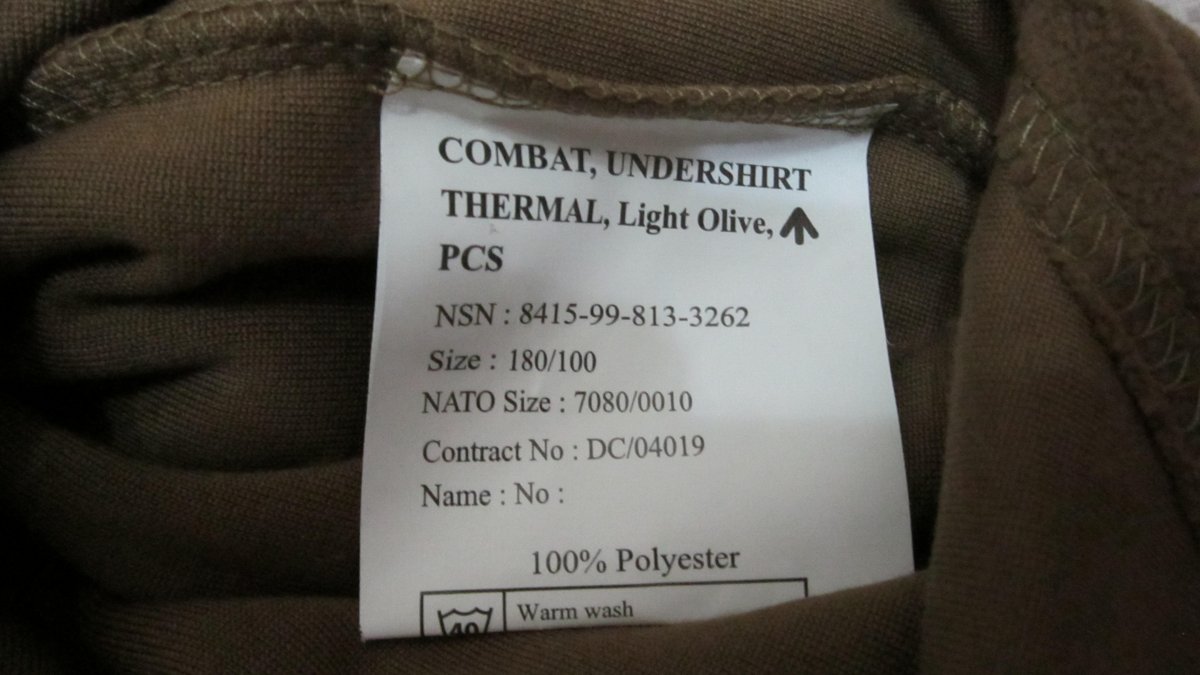 COMBAT, UNDERSHIRT
THERMAL, Light Olive,
PCS
NSN : 8415-99-813-3262
Size : 180/100
NATO Size : 7080/0010
Contract No : DC/04019
Name : No :
100% Polyester
40 Warm wash